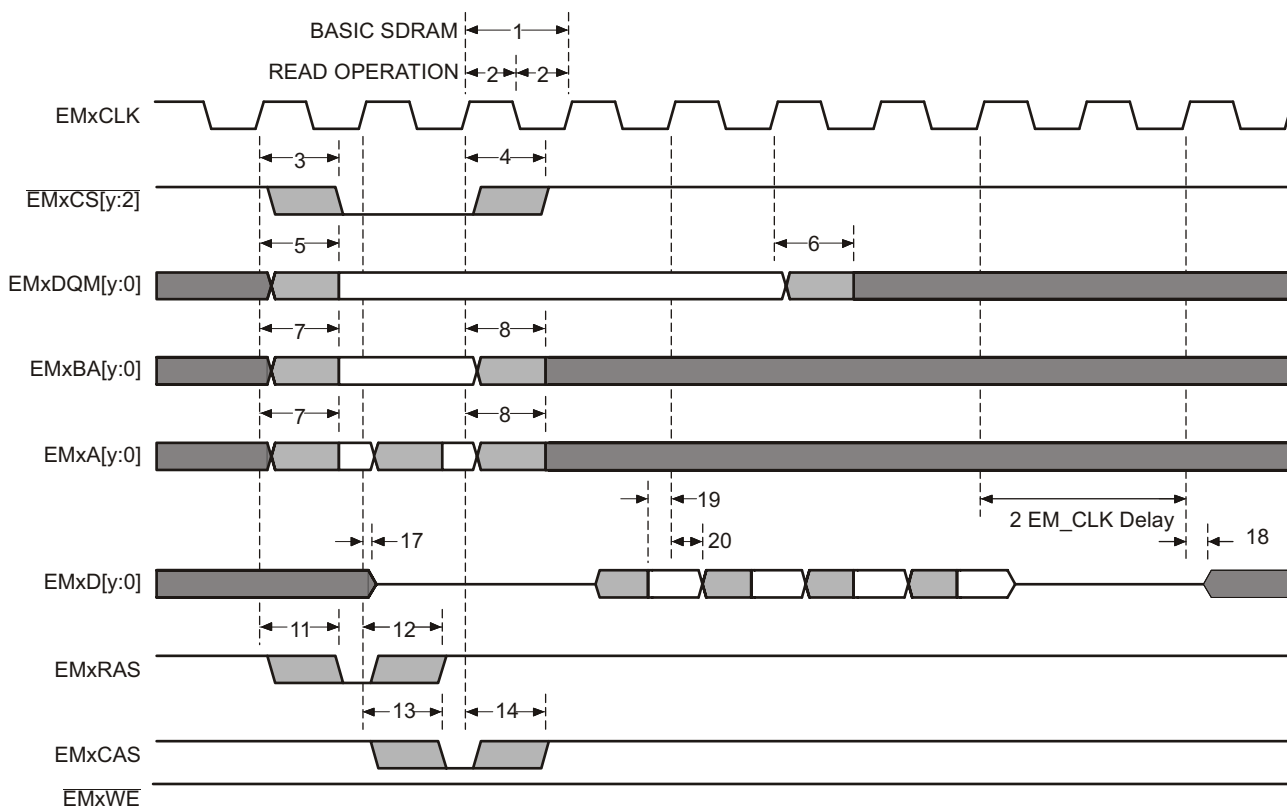 BASIC SDRAM
1
READ OPERATION
2 2
EMxCLK
3 4
EMxCS[y:2]
5 6
EMxDQM[y:0]
7 8
EMxBA[y:0]
7 8
EMxA[y:0]
19
2 EM_CLK Delay
17 20 18
EMxD[y:0]
11 12
EMxRAS
13 14
EMxCAS
EMxWE